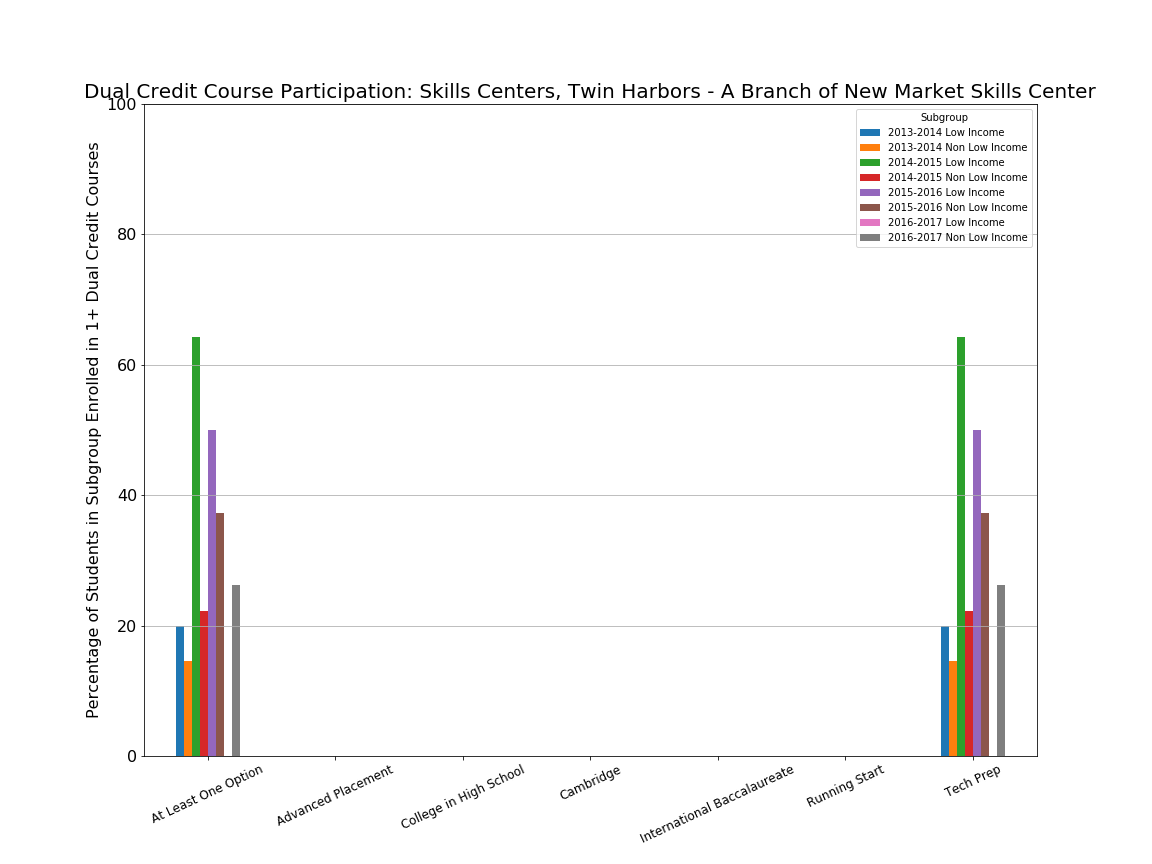 Dual Credit Course Participation: Skills Centers, Twin Harbors - A Branch of New Market Skills Center
Percentage of Students in Subgroup Enrolled in 1+ Dual Credit Courses
100
80
60
40
20
0
Subgroup
2013-2014 Low Income
2013-2014 Non Low Income
2014-2015 Low Income
2014-2015 Non Low Income
2015-2016 Low Income
2015-2016 Non Low Income
2016-2017 Low Income
2016-2017 Non Low Income
At Least One Option
Advanced Placement
College in High School
Cambridge
International Baccalaureate
Running Start
Tech Prep